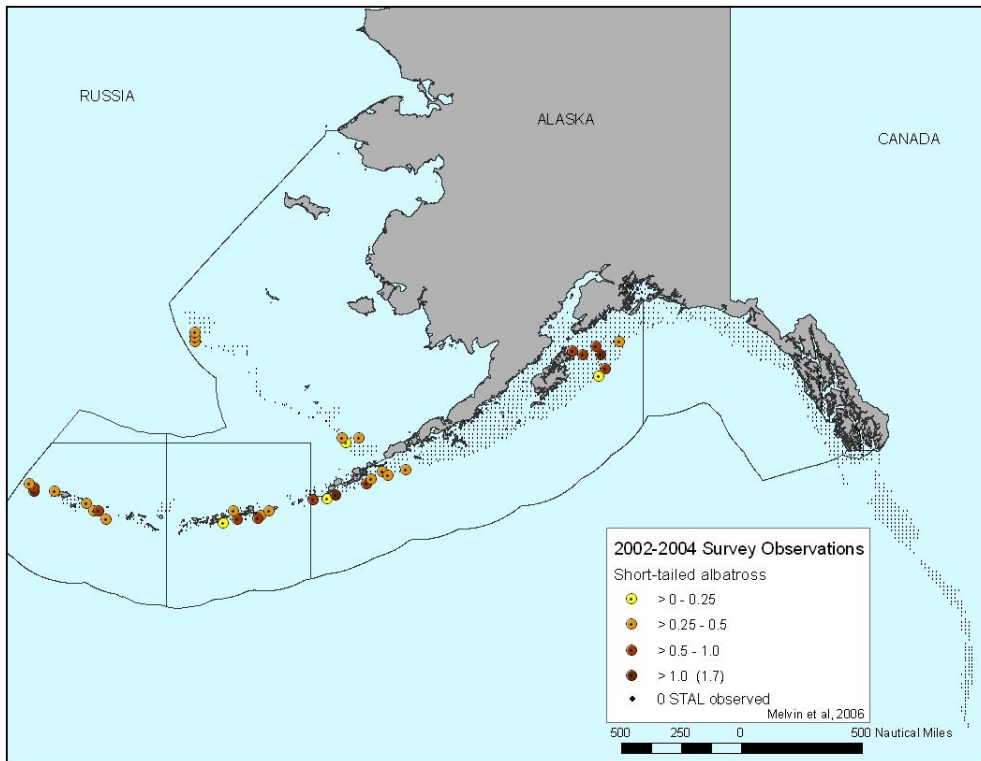 RUSSIA
ALASKA
CANADA
2002-2004 Survey Observations
Short-tailed albatross
> 0 - 0.25
> 0.25 - 0.5
> 0.5 - 1.0
> 1.0 (1.7)
0 STAL observed
Melvin et al, 2006
500 250 0 500 Nautical Miles